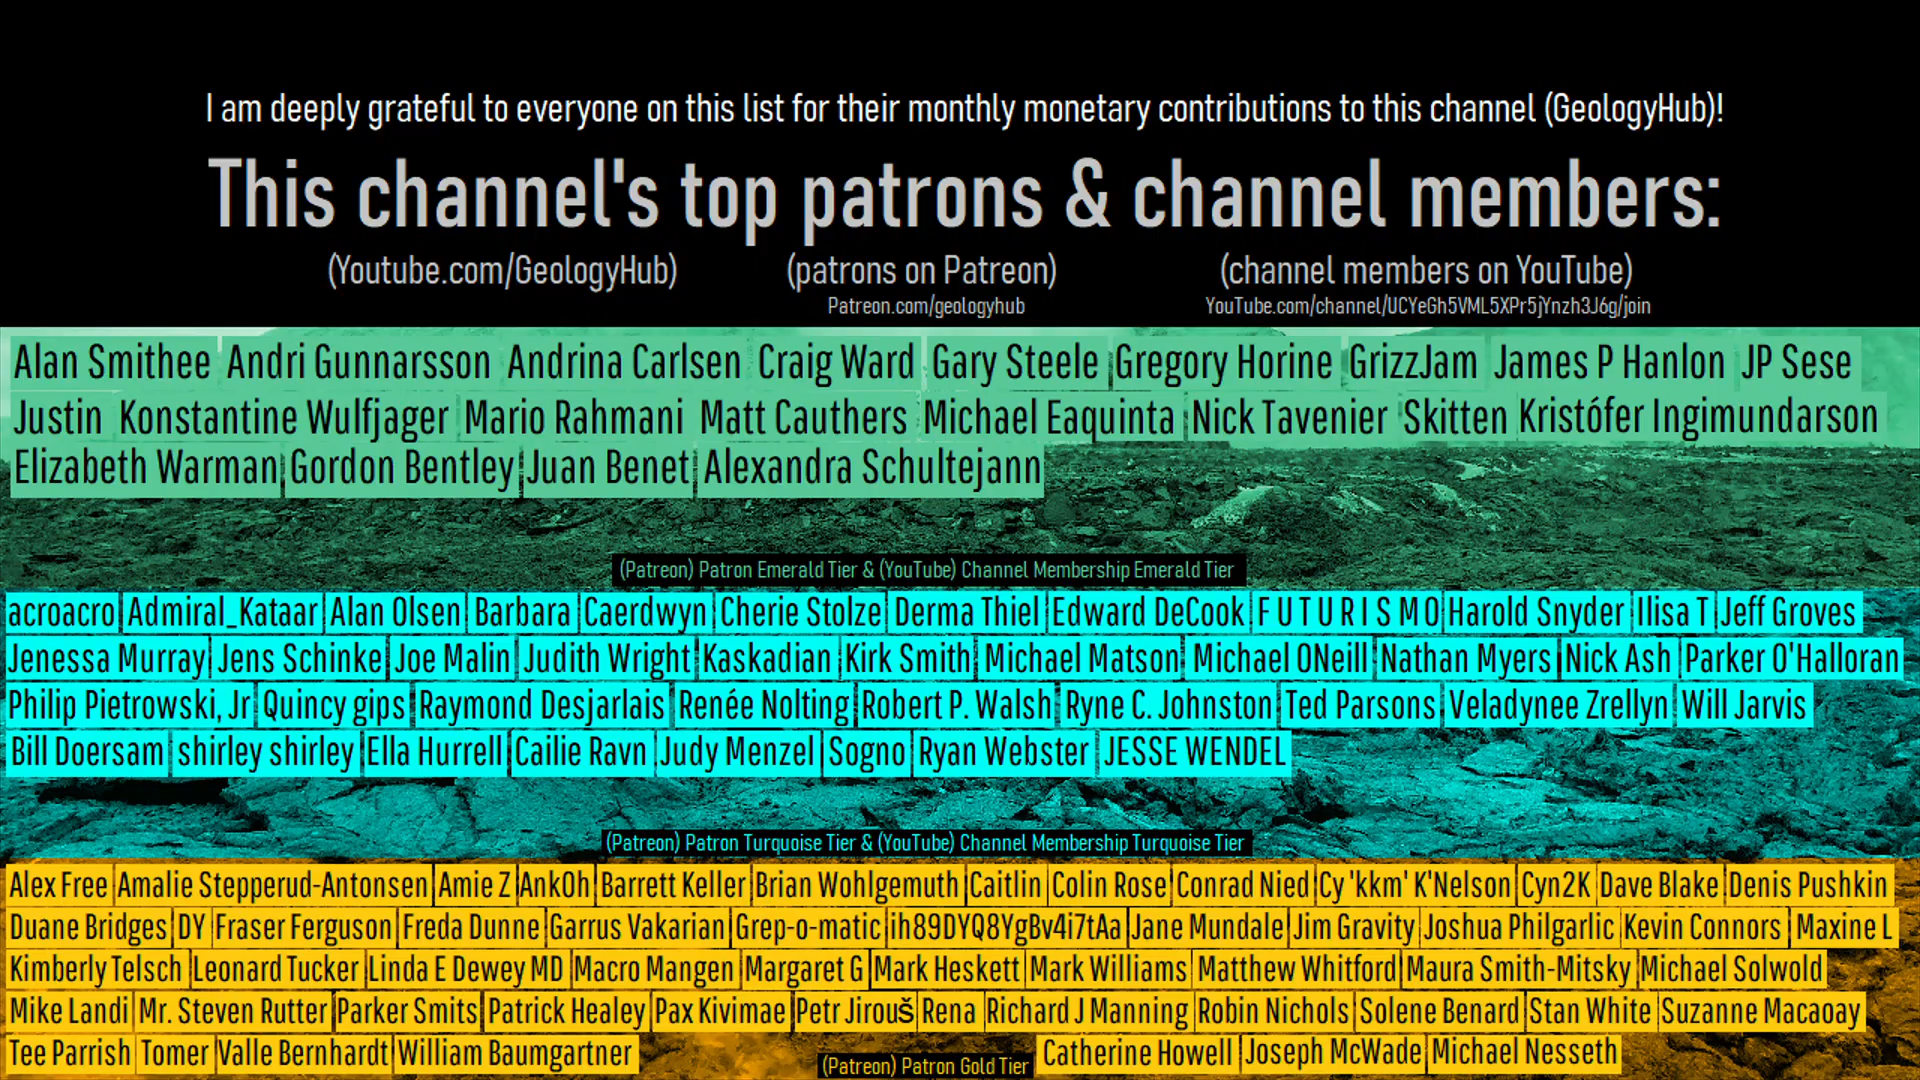 I am deeply grateful to everyone on this list for their monthly monetary contributions to this channel (GeologyHub)!
This channel's top patrons & channel members:
(Youtube.com/GeologyHub) (patrons on Patreon) (channel members on YouTube)
Patreon.com/geologyhub YouTube.com/channel/UCYeGh5VML5XPr5jYnzh3J6g/join
Alan Smithee Andri Gunnarsson Andrina Carlsen Craig Ward Gary Steele Gregory Horine GrizzJam James P Hanlon JP Sese
Justin Konstantine Wulfjager Mario Rahmani Matt Cauthers Michael Eaquinta Nick Tavenier Skitten Kristófer Ingimundarson
Elizabeth Warman Gordon Bentley Juan Benet Alexandra Schultejann
(Patreon) Patron Emerald Tier & (YouTube) Channel Membership Emerald Tier
acroacro Admiral_Kataar Alan Olsen Barbara Caerdwyn Cherie Stolze Derma Thiel Edward DeCook F U T U R I S M O Harold Snyder Ilisa T Jeff Groves
Jenessa Murray Jens Schinke Joe Malin Judith Wright Kaskadian Kirk Smith Michael Matson Michael ONeill Nathan Myers Nick Ash Parker O'Halloran
Philip Pietrowski, Jr Quincy gips Raymond Desjarlais Renée Nolting Robert P. Walsh Ryne C. Johnston Ted Parsons Veladynee Zrellyn Will Jarvis
Bill Doersam shirley shirley Ella Hurrell Cailie Ravn Judy Menzel Sogno Ryan Webster JESSE WENDEL
(Patreon) Patron Turquoise Tier & (YouTube) Channel Membership Turquoise Tier
Alex Free Amalie Stepperud-Antonsen Amie Z AnkOh Barrett Keller Brian Wohlgemuth Caitlin Colin Rose Conrad Nied Cy 'kkm' K'Nelson Cyn2K Dave Blake Denis Pushkin
Duane Bridges DY Fraser Ferguson Freda Dunne Garrus Vakarian Grep-o-matic ih89DYQ8YgBv4i7tAa Jane Mundale Jim Gravity Joshua Philgarlic Kevin Connors Maxine L
Kimberly Telsch Leonard Tucker Linda E Dewey MD Macro Mangen Margaret G Mark Heskett Mark Williams Matthew Whitford Maura Smith-Mitsky Michael Solwold
Mike Landi Mr. Steven Rutter Parker Smits Patrick Healey Pax Kivimae Petr Jirouš Rena Richard J Manning Robin Nichols Solene Benard Stan White Suzanne Macaoay
Tee Parrish Tomer Valle Bernhardt William Baumgartner (Patreon) Patron Gold Tier Catherine Howell Joseph McWade Michael Nesseth